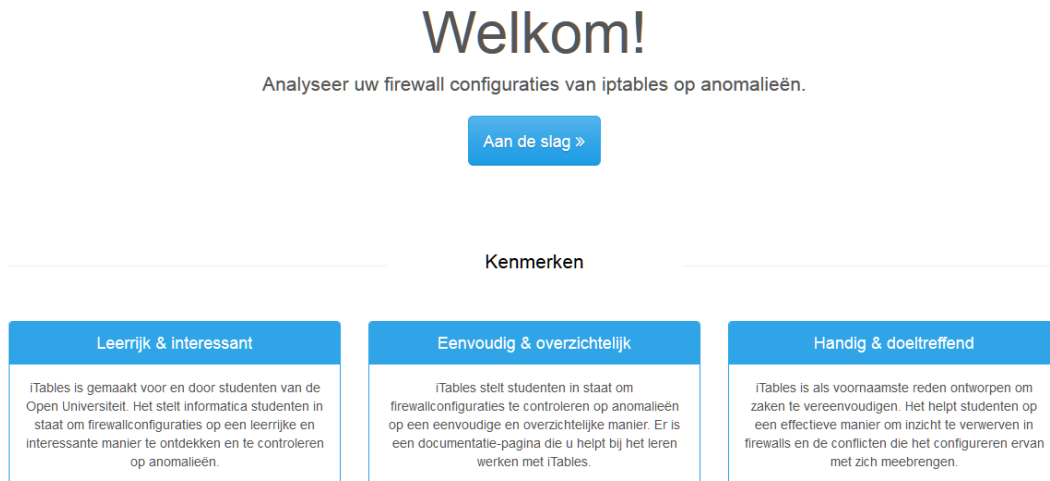 Welkom!
Analyseer uw firewall configuraties van iptables op anomalieën.
Aan de slag »
Kenmerken
Leerrijk & interessant
iTables is gemaakt voor en door studenten van de
Open Universiteit. Het stelt informatica studenten in
staat om firewallconfiguraties op een leerrijke en
interessante manier te ontdekken en te controleren
op anomalieën.
Eenvoudig & overzichtelijk
iTables stelt studenten in staat om
firewallconfiguraties te controleren op anomalieën
op een eenvoudige en overzichtelijke manier. Er is
een documentatie-pagina die u helpt bij het leren
werken met iTables.
Handig & doeltreffend
iTables is als voornaamste reden ontworpen om
zaken te vereenvoudigen. Het helpt studenten op
een effectieve manier om inzicht te verwerven in
firewalls en de conflicten die het configureren ervan
met zich meebrengen.